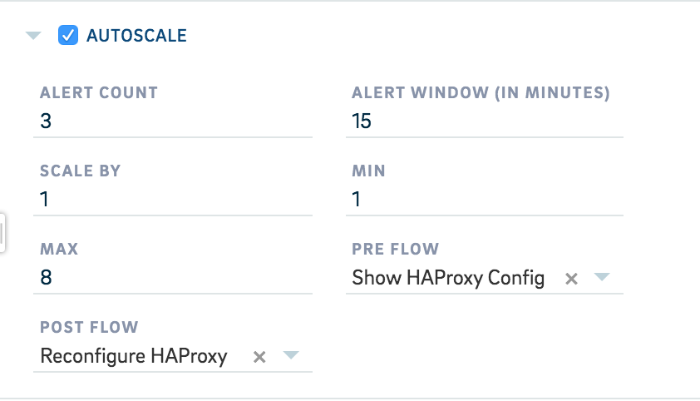 AUTOSCALE
ALERT COUNT
3
ALERT WINDOW (IN MINUTES)
15
SCALE BY
1
MIN
1
MAX
8
PRE FLOW
Show HAProxy Config
POST FLOW
Reconfigure HAProxy